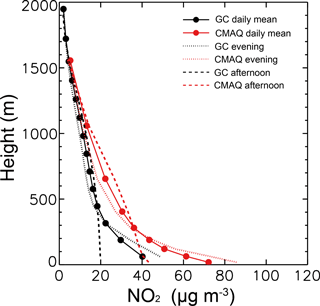 2000
1500
1000
500
0
Height (m)
GC daily mean
CMAQ daily mean
GC evening
CMAQ evening
GC afternoon
CMAQ afternoon
0 20 40 60 80 100 120
NO₂ (µg m-³)